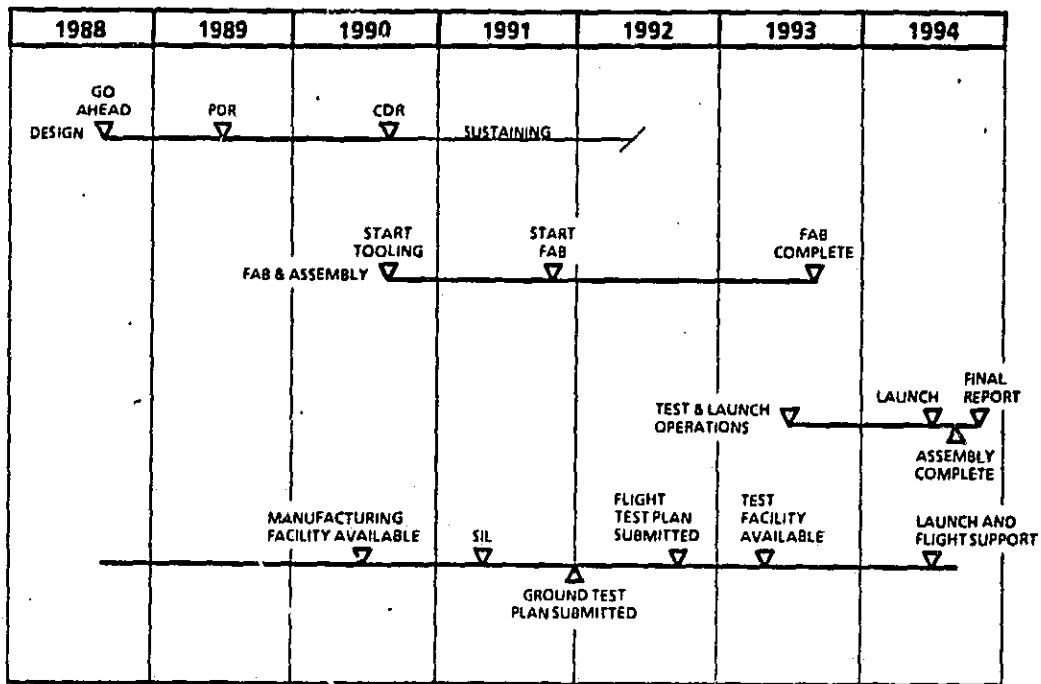 1988 1989 1990 1991 1992 1993 1994
GO
AHEAD
PDR
CDR
DESIGN
SUSTAINING
START
TOOLING
START
FAB
FAB
COMPLETE
FAB & ASSEMBLY
LAUNCH
FINAL
REPORT
TEST & LAUNCH
OPERATIONS
ASSEMBLY
COMPLETE
MANUFACTURING
FACILITY AVAILABLE
SIL
FLIGHT
TEST PLAN
SUBMITTED
TEST
FACILITY
AVAILABLE
LAUNCH AND
FLIGHT SUPPORT
GROUND TEST
PLAN SUBMITTED